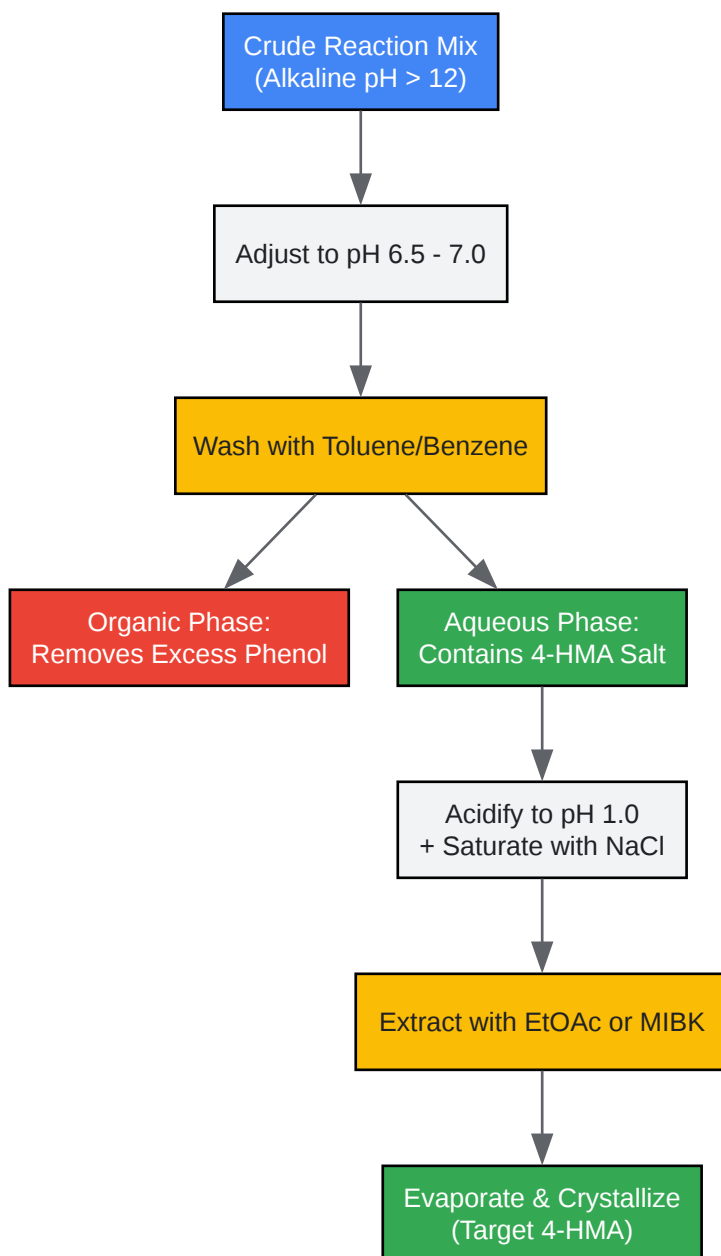 Crude Reaction Mix
(Alkaline pH > 12)
Adjust to pH 6.5 - 7.0
Wash with Toluene/Benzene
Organic Phase:
Removes Excess Phenol
Aqueous Phase:
Contains 4-HMA Salt
Acidify to pH 1.0
+ Saturate with NaCl
Extract with EtOAc or MIBK
Evaporate & Crystallize
(Target 4-HMA)